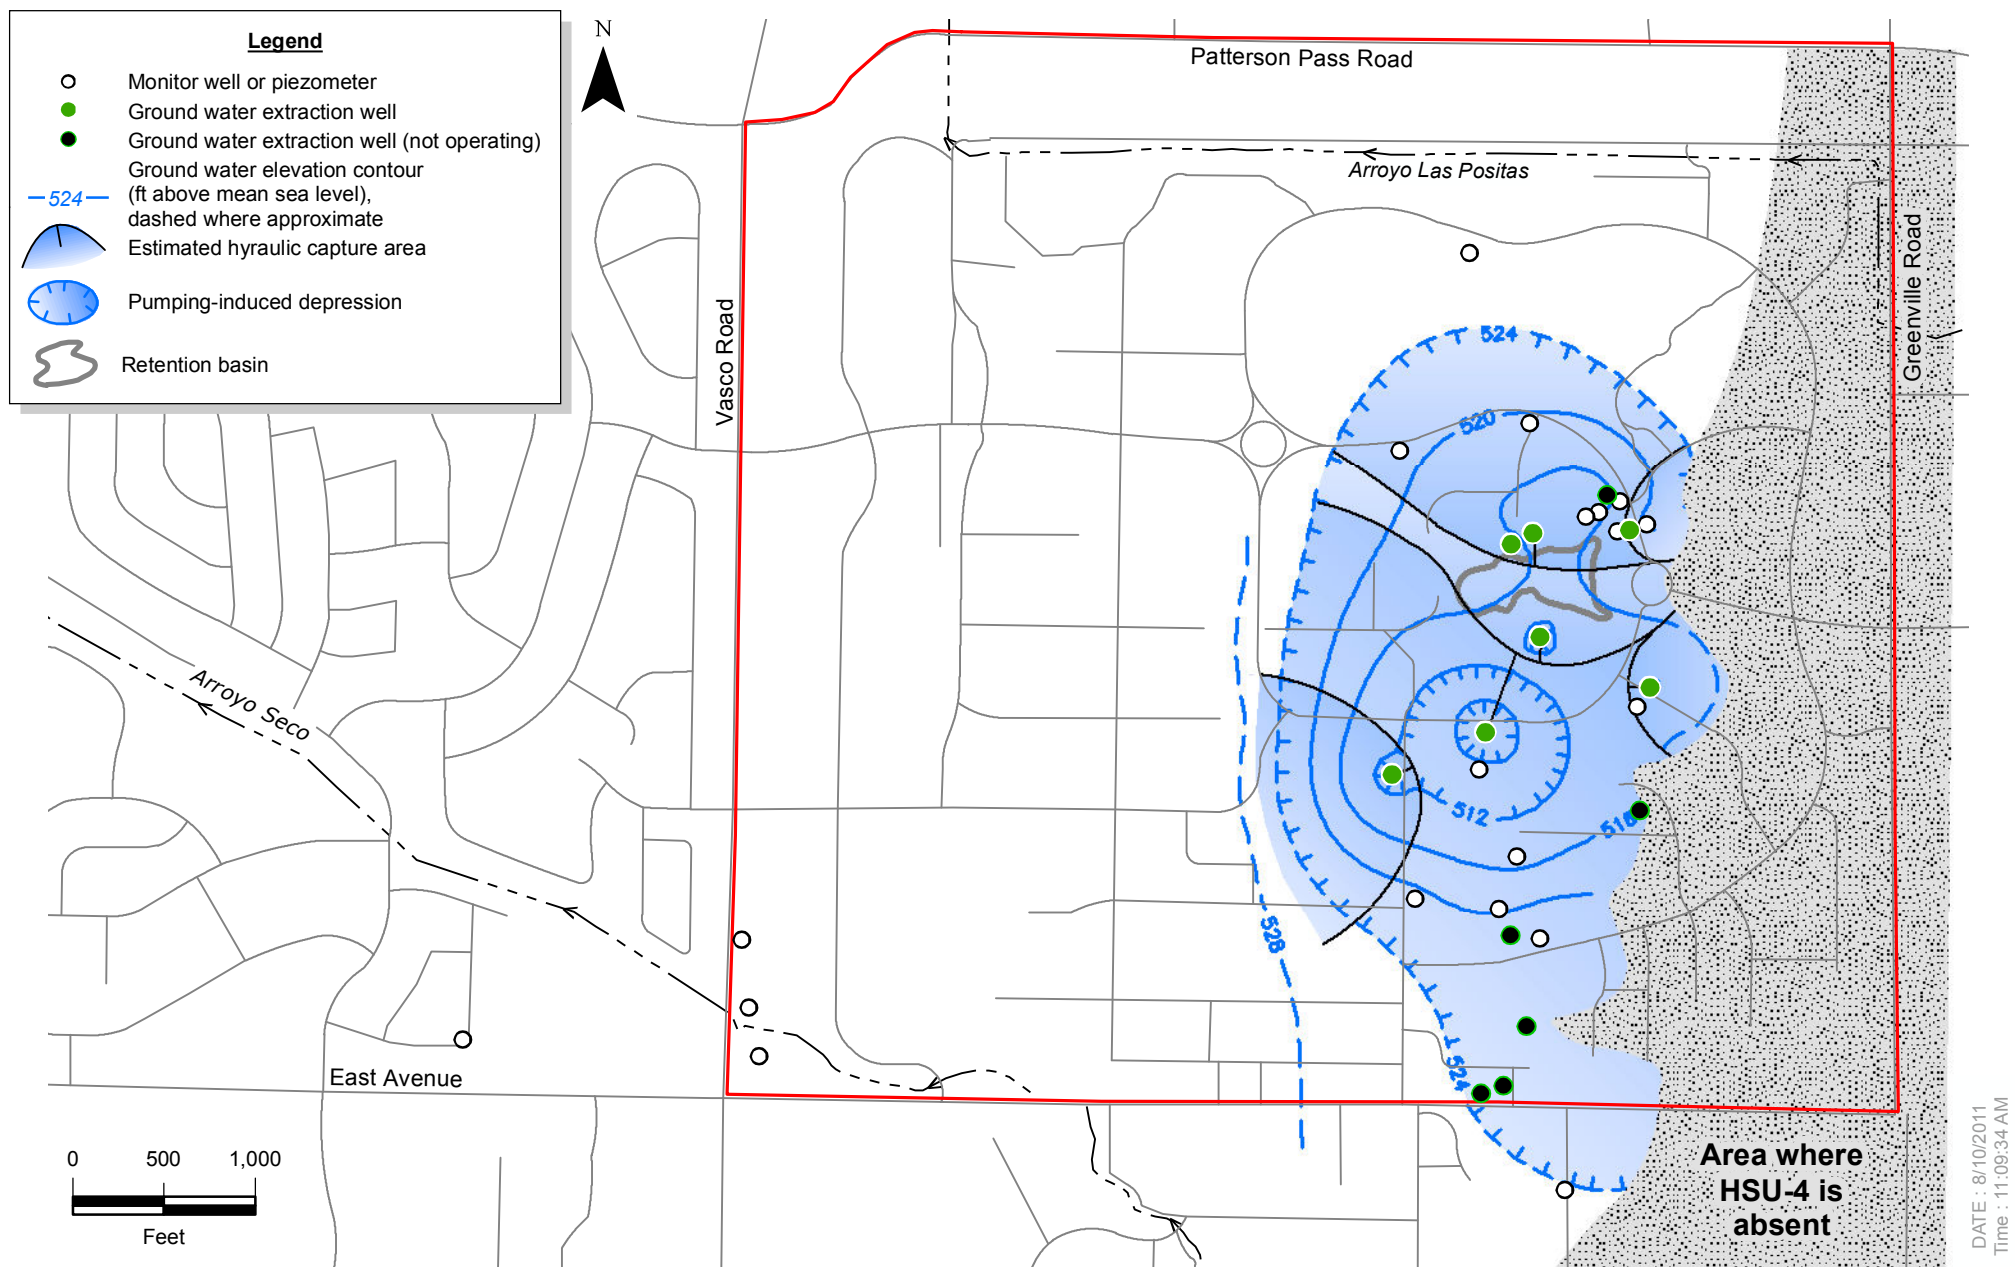 Legend
Monitor well or piezometer
Ground water extraction well
Ground water extraction well (not operating)
Ground water elevation contour
524
(ft above mean sea level),
dashed where approximate
Estimated hyraulic capture area
Pumping-induced depression
Retention basin
N
Patterson Pass Road
Arroyo Las Positas
Greenville Road
Vasco Road
524
520
Arroyo Seco
512
516
528
524
East Avenue
0 500 1,000
Feet
Area where
HSU-4 is
absent
DATE : 8/10/2011
Time : 11:09:34 AM